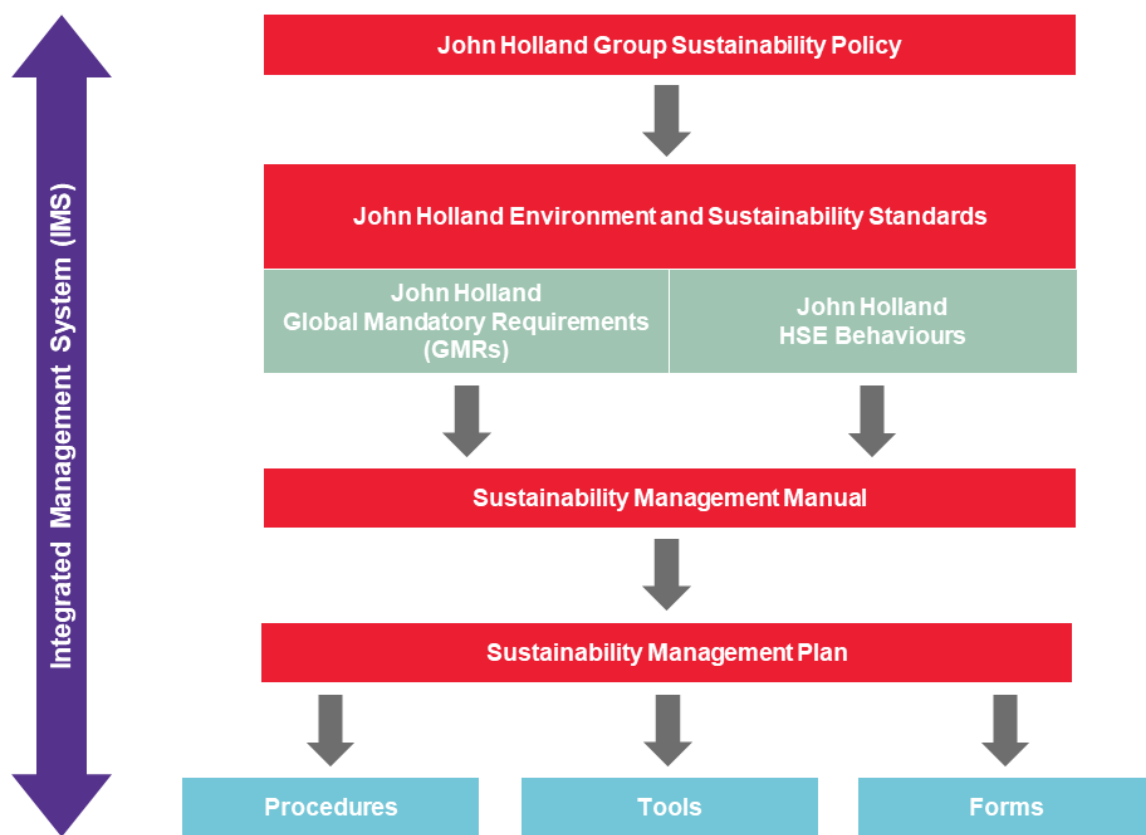 Integrated Management System (IMS)
John Holland Group Sustainability Policy
John Holland Environment and Sustainability Standards
John Holland
Global Mandatory Requirements
(GMRs)
John Holland
HSE Behaviours
Sustainability Management Manual
Sustainability Management Plan
Procedures
Tools
Forms